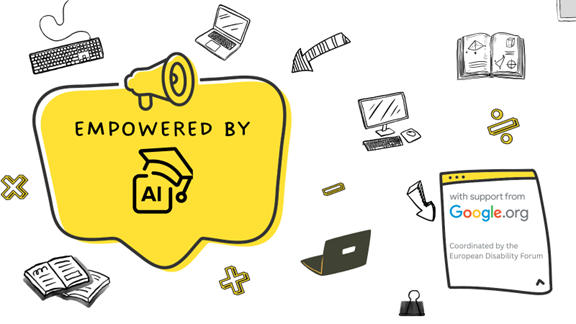 EMPOWERED BY
AI
with support from
Google.org
Coordinated by the
European Disability Forum